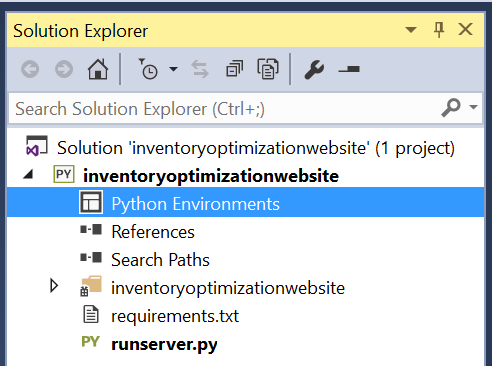 Solution Explorer
Search Solution Explorer (Ctrl+;)
Solution 'inventoryoptimizationwebsite' (1 project)
PY inventoryoptimizationwebsite
Python Environments
References
Search Paths
inventoryoptimizationwebsite
requirements.txt
PY runserver.py